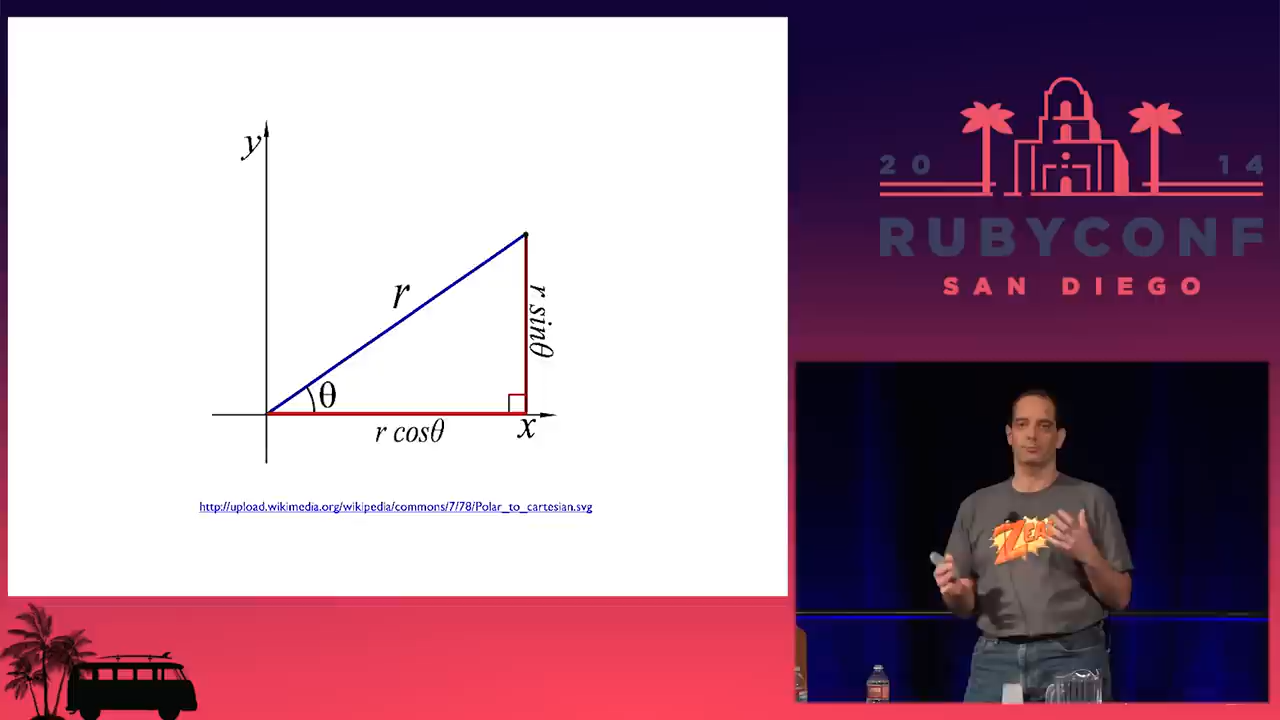 y
r
r sinθ
θ
r cosθ
x
http://upload.wikimedia.org/wikipedia/commons/7/78/Polar_to_cartesian.svg
20 14
RUBYCONF
SAN DIEGO